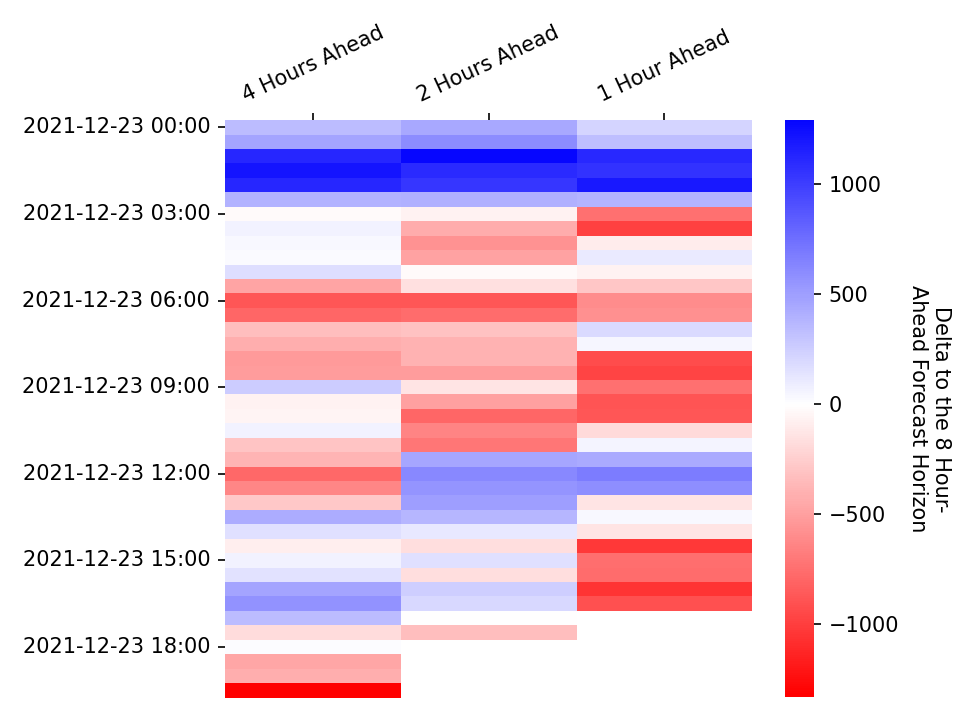 4 Hours Ahead
2 Hours Ahead
1 Hour Ahead
2021-12-23 00:00
2021-12-23 03:00
2021-12-23 06:00
2021-12-23 09:00
2021-12-23 12:00
2021-12-23 15:00
2021-12-23 18:00
1000
500
0
−500
−1000
Delta to the 8 Hour-
Ahead Forecast Horizon